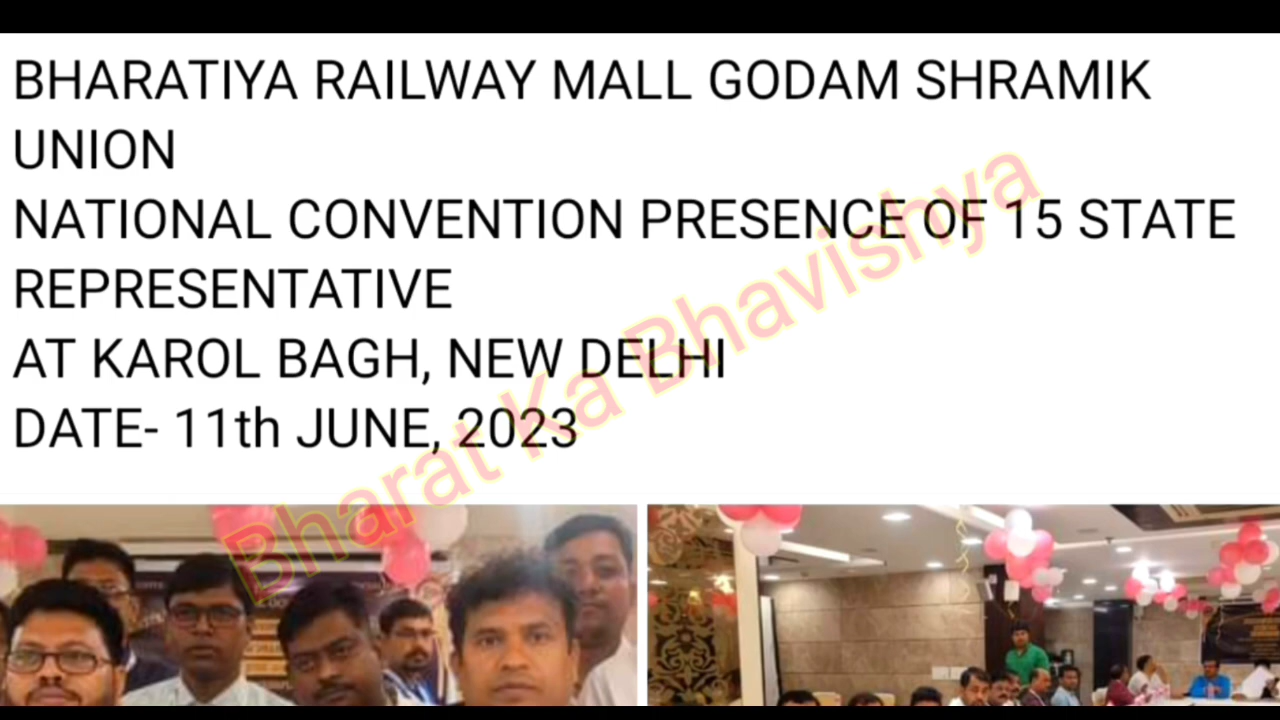 BHARATIYA RAILWAY MALL GODAM SHRAMIK
UNION
NATIONAL CONVENTION PRESENCE OF 15 STATE
REPRESENTATIVE
AT KAROL BAGH, NEW DELHI
DATE- 11th JUNE, 2023
Bharat Ka Bhavishya